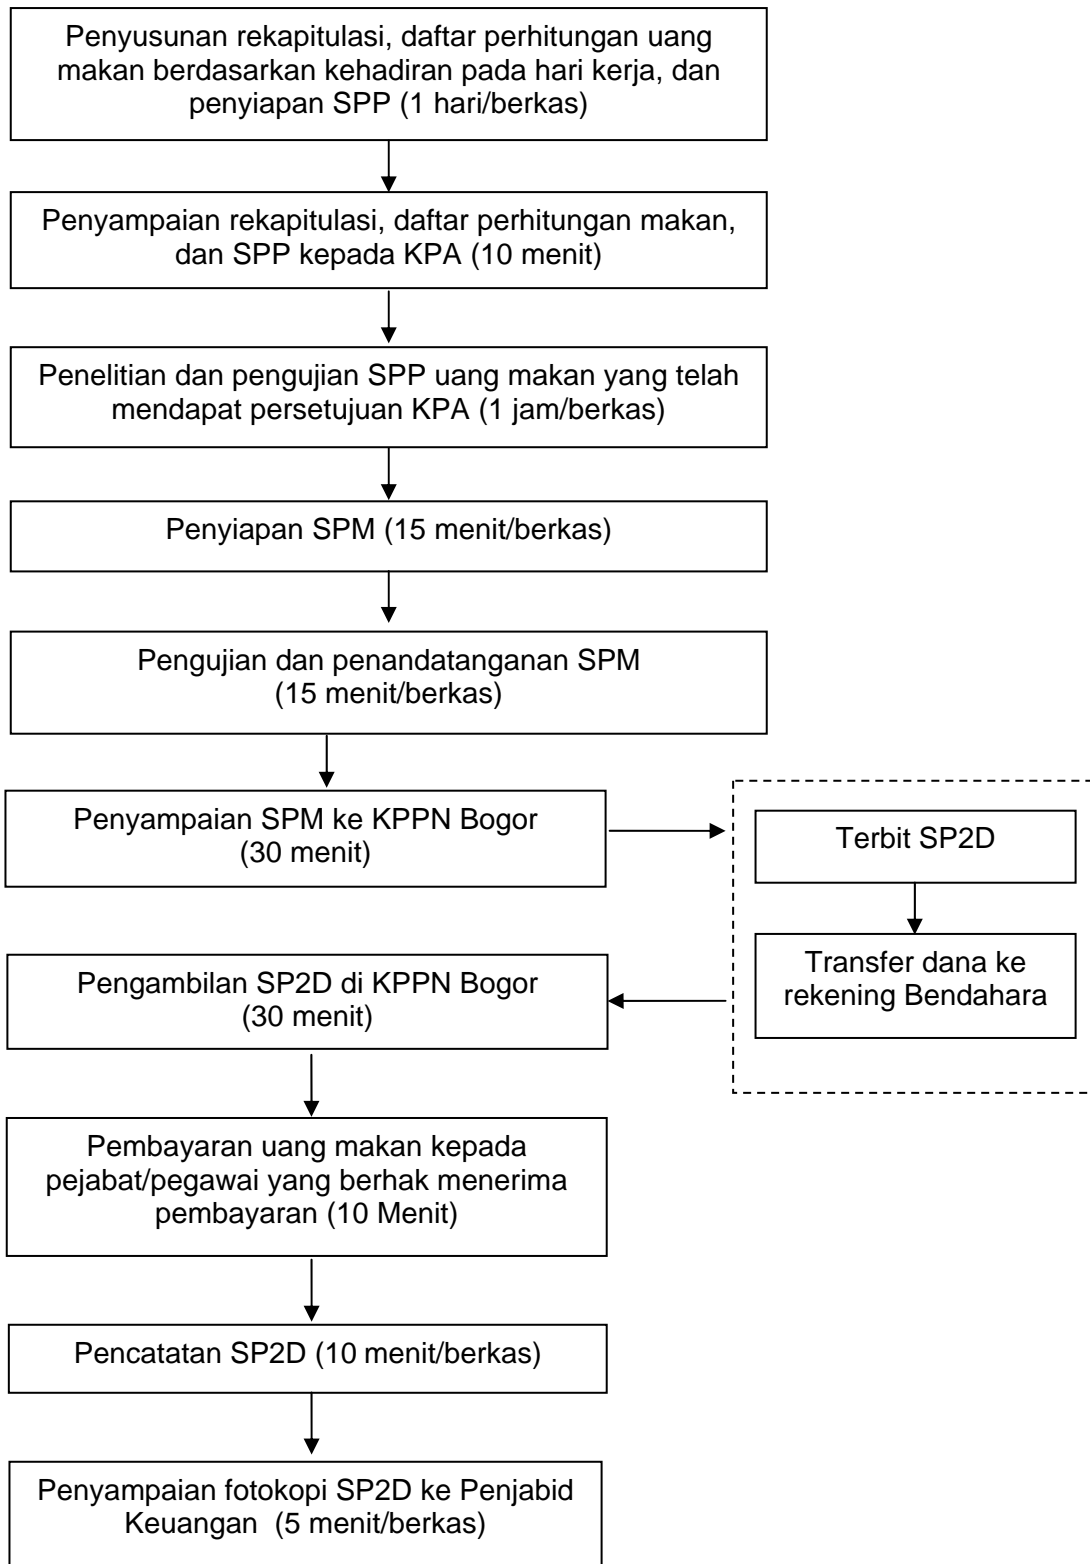 Penyusunan rekapitulasi, daftar perhitungan uang
makan berdasarkan kehadiran pada hari kerja, dan
penyiapan SPP (1 hari/berkas)
Penyampaian rekapitulasi, daftar perhitungan makan,
dan SPP kepada KPA (10 menit)
Penelitian dan pengujian SPP uang makan yang telah
mendapat persetujuan KPA (1 jam/berkas)
Penyiapan SPM (15 menit/berkas)
Pengujian dan penandatanganan SPM
(15 menit/berkas)
Penyampaian SPM ke KPPN Bogor
(30 menit)
Terbit SP2D
Transfer dana ke
rekening Bendahara
Pengambilan SP2D di KPPN Bogor
(30 menit)
Pembayaran uang makan kepada
pejabat/pegawai yang berhak menerima
pembayaran (10 Menit)
Pencatatan SP2D (10 menit/berkas)
Penyampaian fotokopi SP2D ke Penjabid
Keuangan  (5 menit/berkas)